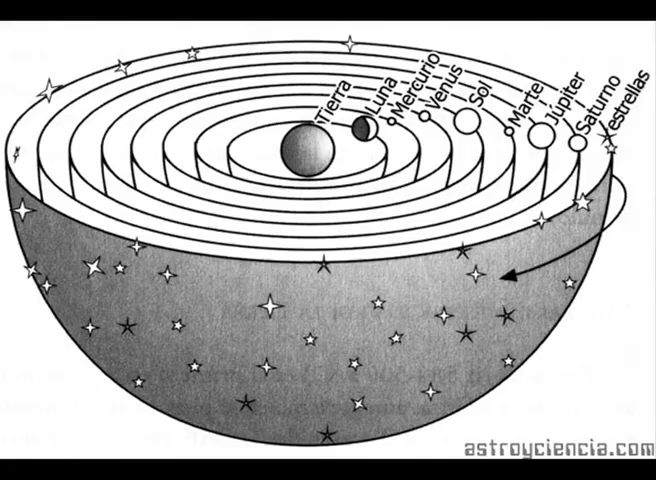 Tierra
Luna
Mercurio
Venus
Sol
Marte
Júpiter
Saturno
estrellas
astroyciencia.com